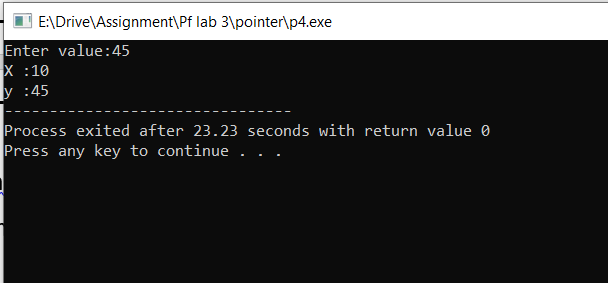 E:\Drive\Assignment\Pf lab 3\pointer\p4.exe
Enter value:45
X :10
y :45
--------------------------------
Process exited after 23.23 seconds with return value 0
Press any key to continue . . .